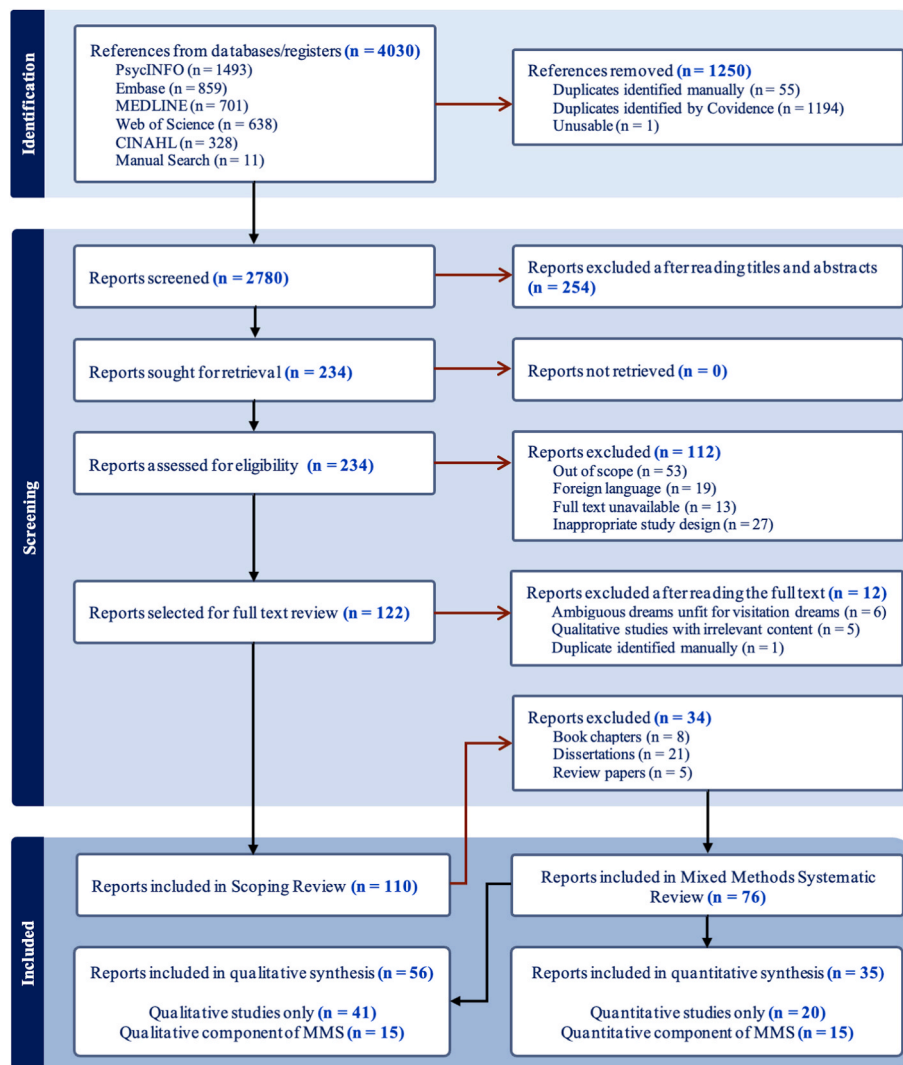 Identification
References from databases/registers (n = 4030)
PsycINFO (n = 1493)
Embase (n = 859)
MEDLINE (n = 701)
Web of Science (n = 638)
CINAHL (n = 328)
Manual Search (n = 11)
References removed (n = 1250)
Duplicates identified manually (n = 55)
Duplicates identified by Covidence (n = 1194)
Unusable (n = 1)
Screening
Reports screened (n = 2780)
Reports excluded after reading titles and abstracts
(n = 254)
Reports sought for retrieval (n = 234)
Reports not retrieved (n = 0)
Reports assessed for eligibility (n = 234)
Reports excluded (n = 112)
Out of scope (n = 53)
Foreign language (n = 19)
Full text unavailable (n = 13)
Inappropriate study design (n = 27)
Reports selected for full text review (n = 122)
Reports excluded after reading the full text (n = 12)
Ambiguous dreams unfit for visitation dreams (n = 6)
Qualitative studies with irrelevant content (n = 5)
Duplicate identified manually (n = 1)
Reports excluded (n = 34)
Book chapters (n = 8)
Dissertations (n = 21)
Review papers (n = 5)
Included
Reports included in Scoping Review (n = 110)
Reports included in Mixed Methods Systematic
Review (n = 76)
Reports included in qualitative synthesis (n = 56)
Qualitative studies only (n = 41)
Qualitative component of MMS (n = 15)
Reports included in quantitative synthesis (n = 35)
Quantitative studies only (n = 20)
Quantitative component of MMS (n = 15)